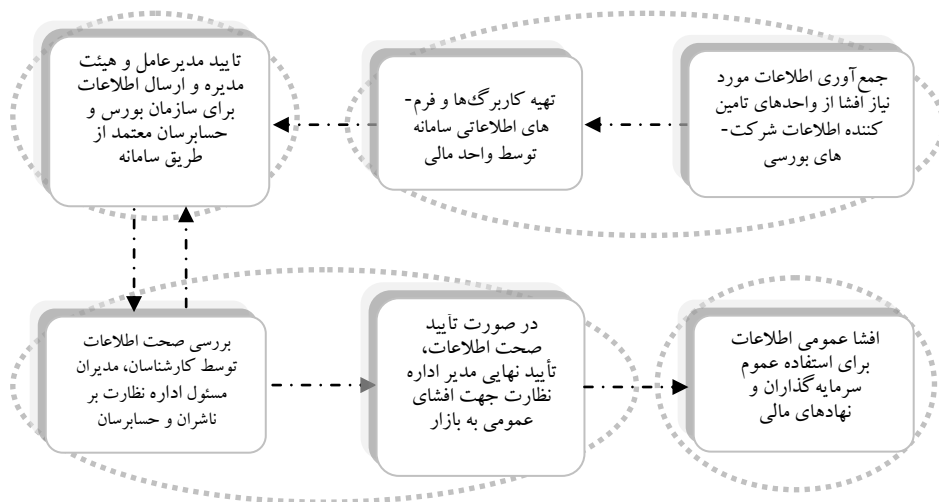 جمع‌آوری اطلاعات مورد
نیاز افشا از واحدهای تامین
کننده اطلاعات شرکت-
های بورسی
تهیه کاربرگ‌ها و فرم-
های اطلاعاتی سامانه
توسط واحد مالی
تایید مدیرعامل و هیئت
مدیره و ارسال اطلاعات
برای سازمان بورس و
حسابرسان معتمد از
طریق سامانه
بررسی صحت اطلاعات
توسط کارشناسان، مدیران
مسئول اداره نظارت بر
ناشران و حسابرسان
در صورت تأیید
صحت اطلاعات،
تأیید نهایی مدیر اداره
نظارت جهت افشای
عمومی به بازار
افشا عمومی اطلاعات
برای استفاده عموم
سرمایه‌گذاران و
نهادهای مالی